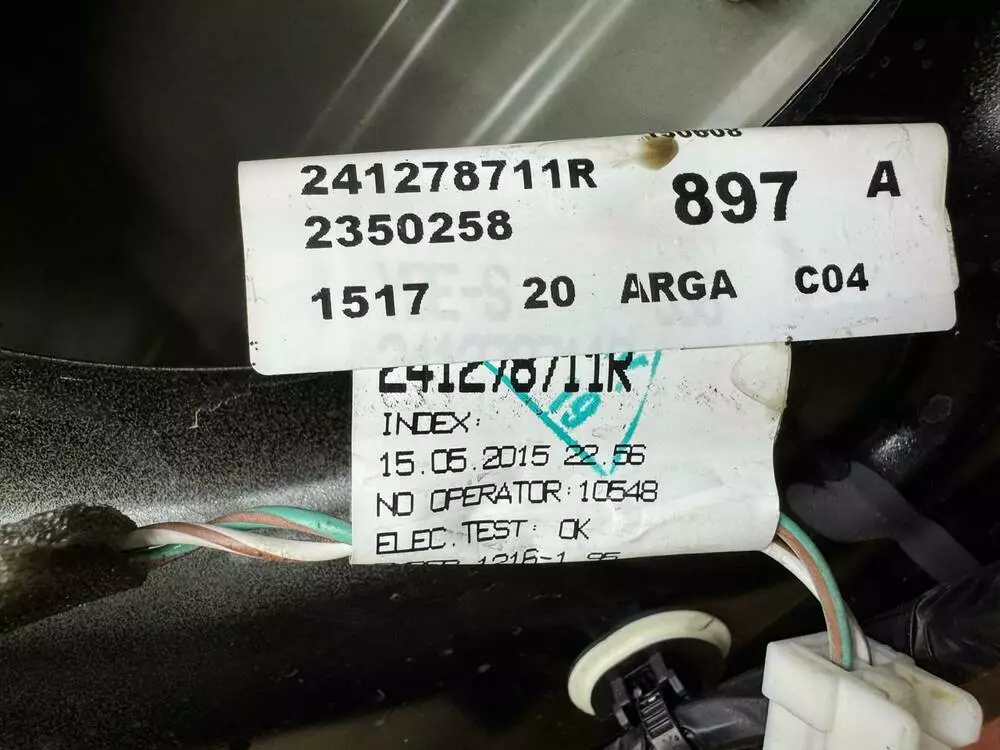 241278711R 897 A
2350258
1517 20 ARGA C04
241278711R
19
INDEX:
15.05.2015 22.56
NO OPERATOR:10548
ELEC.TEST: OK